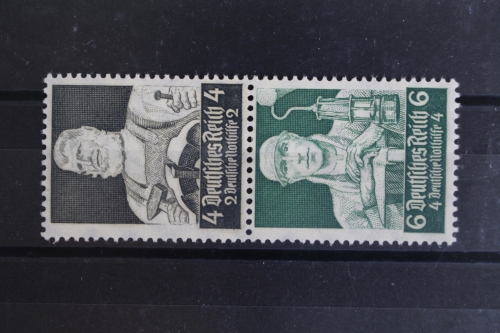 4 Deutsches Reich 4
2 Deutsche Nothilfe 2
6 Deutsches Reich 6
4 Deutsche Nothilfe 4